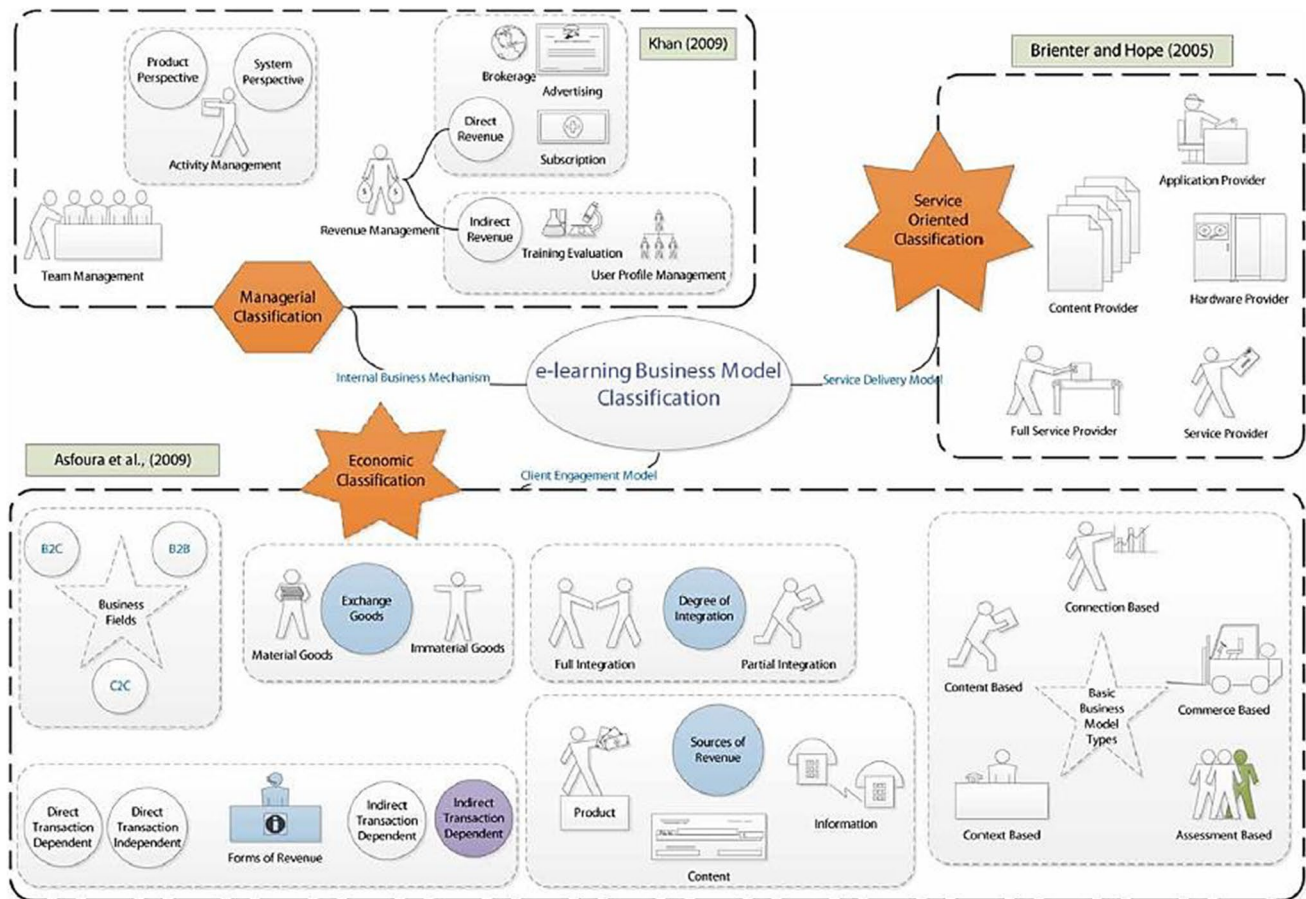 Khan (2009)
Product
Perspective
System
Perspective
Activity Management
Team Management
Revenue Management
Brokerage
Advertising
Direct
Revenue
Subscription
Indirect
Revenue
Training Evaluation
User Profile Management
Managerial
Classification
Internal Business Mechanism
e-learning Business Model
Classification
Service Delivery Model
Client Engagement Model
Brienter and Hope (2005)
Service
Oriented
Classification
Application Provider
Content Provider
Hardware Provider
Full Service Provider
Service Provider
Asfoura et al., (2009)
Economic
Classification
B2C
B2B
Business
Fields
C2C
Exchange
Goods
Material Goods
Immaterial Goods
Degree of
Integration
Full Integration
Partial Integration
Direct
Transaction
Dependent
Direct
Transaction
Independent
Forms of Revenue
Indirect
Transaction
Dependent
Indirect
Transaction
Dependent
Sources of
Revenue
Product
Information
Content
Connection Based
Content Based
Basic
Business
Model
Types
Commerce Based
Context Based
Assessment Based